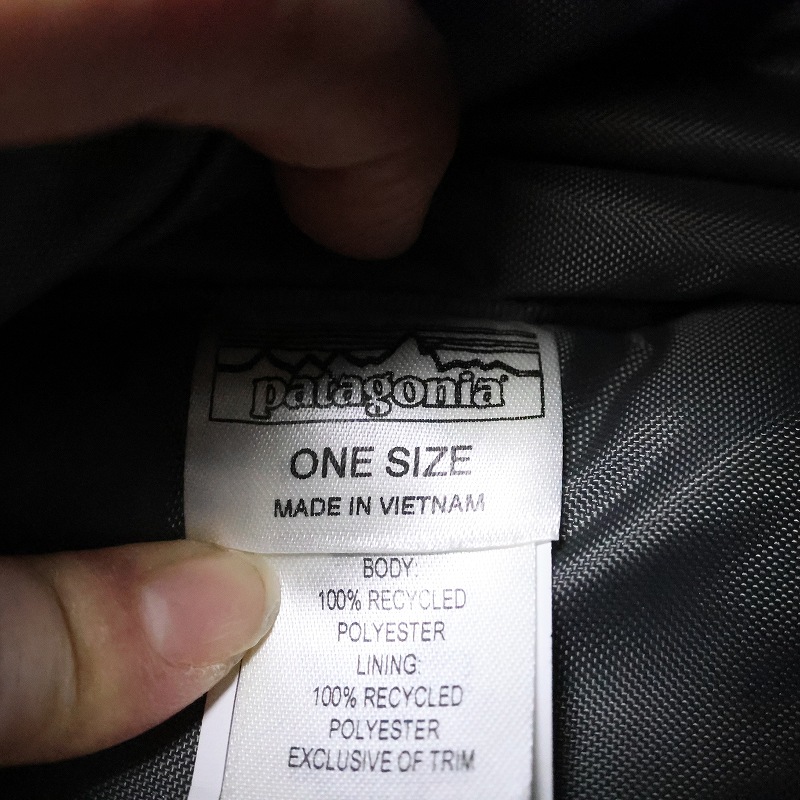 patagonia
ONE SIZE
MADE IN VIETNAM
BODY:
100% RECYCLED
POLYESTER
LINING:
100% RECYCLED
POLYESTER
EXCLUSIVE OF TRIM